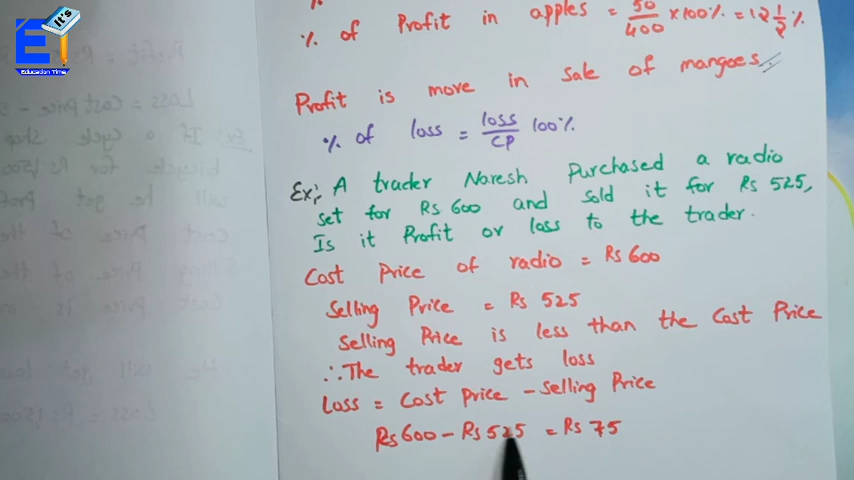 It's
E
Education Time
% of Profit in apples = 50/400 x 100% = 12 1/2 %
Profit is move in sale of mangoes
% of loss = loss/CP 100%
Ex:- A trader Naresh Purchased a radio
set for Rs 600 and sold it for Rs 525,
Is it Profit or loss to the trader.
Cost Price of radio = Rs 600
Selling Price = Rs 525
Selling Price is less than the Cost Price
∴ The trader gets loss
Loss = Cost Price - Selling Price
Rs 600 - Rs 525 = Rs 75